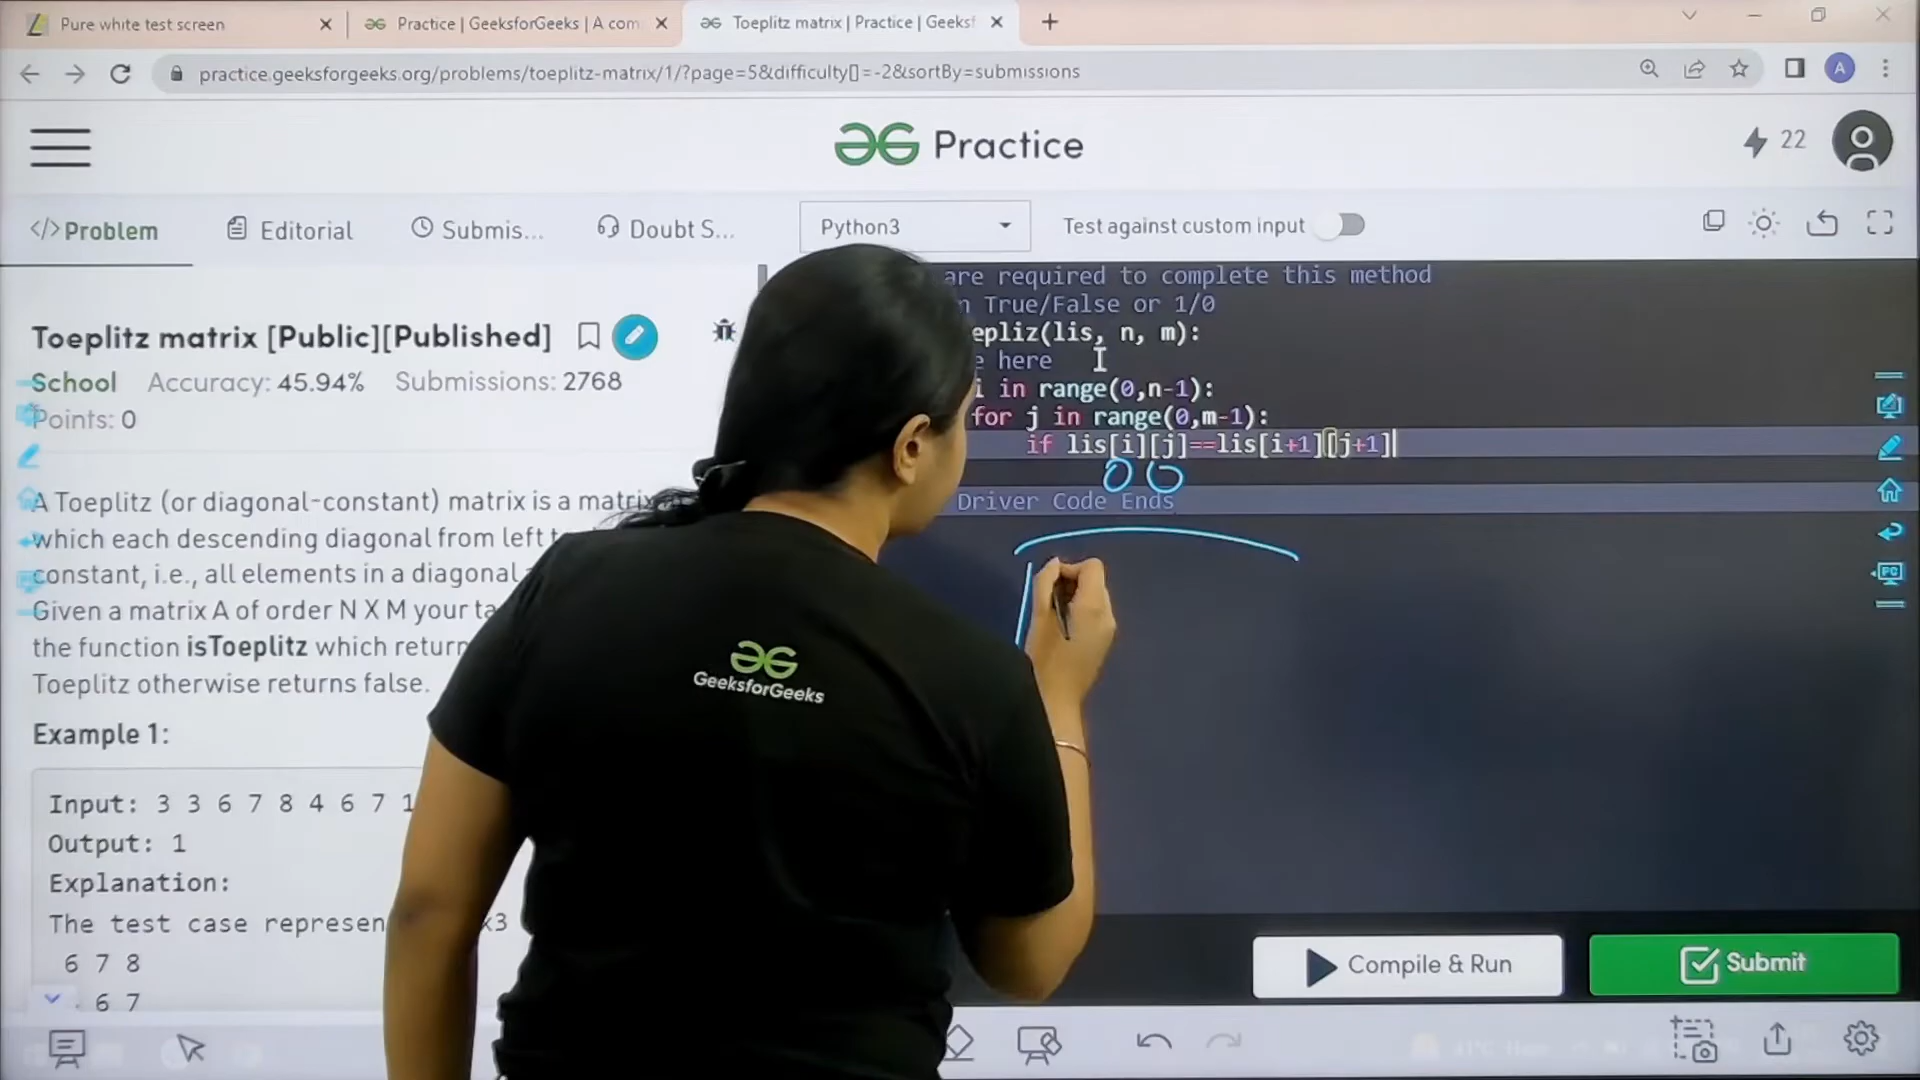 Pure white test screen
Practice | GeeksforGeeks | A com
Toeplitz matrix | Practice | Geeksf
practice.geeksforgeeks.org/problems/toeplitz-matrix/1/?page=5&difficulty[]=-2&sortBy=submissions
A
Practice
22
</> Problem
Editorial
Submis...
Doubt S...
Python3
Test against custom input
Toeplitz matrix [Public][Published]
School Accuracy: 45.94% Submissions: 2768
Points: 0
A Toeplitz (or diagonal-constant) matrix is a matrix
which each descending diagonal from left t
constant, i.e., all elements in a diagonal
Given a matrix A of order N X M your ta
the function isToeplitz which return
Toeplitz otherwise returns false.
Example 1:
Input: 3 3 6 7 8 4 6 7 1
Output: 1
Explanation:
The test case represen x3
6 7 8
6 7
are required to complete this method
n True/False or 1/0
epliz(lis, n, m):
e here
i in range(0,n-1):
for j in range(0,m-1):
if lis[i][j]==lis[i+1][j+1]
0 0
Driver Code Ends
PC
GeeksforGeeks
Compile & Run
Submit